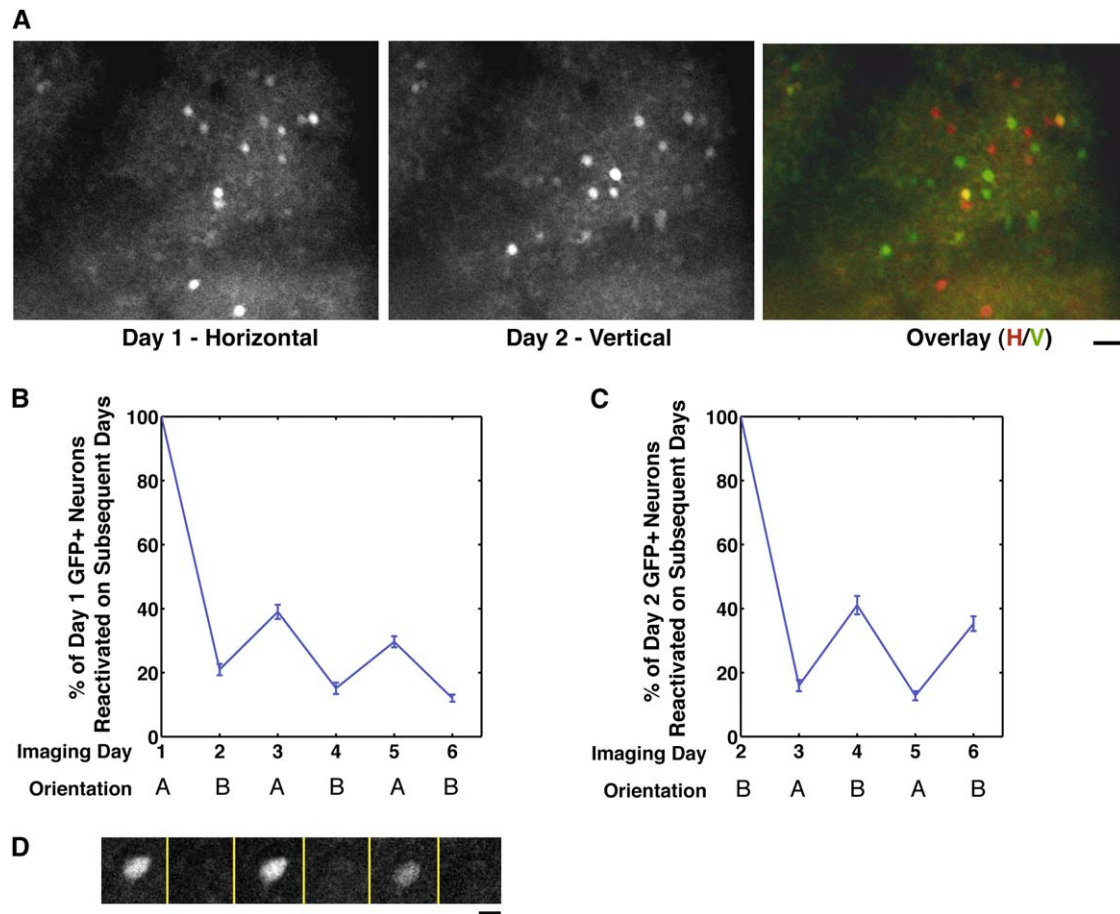 A
Day 1 - Horizontal
Day 2 - Vertical
Overlay (H/V)
B
% of Day 1 GFP+ Neurons
Reactivated on Subsequent Days
100
80
60
40
20
0
Imaging Day 1 2 3 4 5 6
Orientation A B A B A B
C
% of Day 2 GFP+ Neurons
Reactivated on Subsequent Days
100
80
60
40
20
0
Imaging Day 2 3 4 5 6
Orientation B A B A B
D